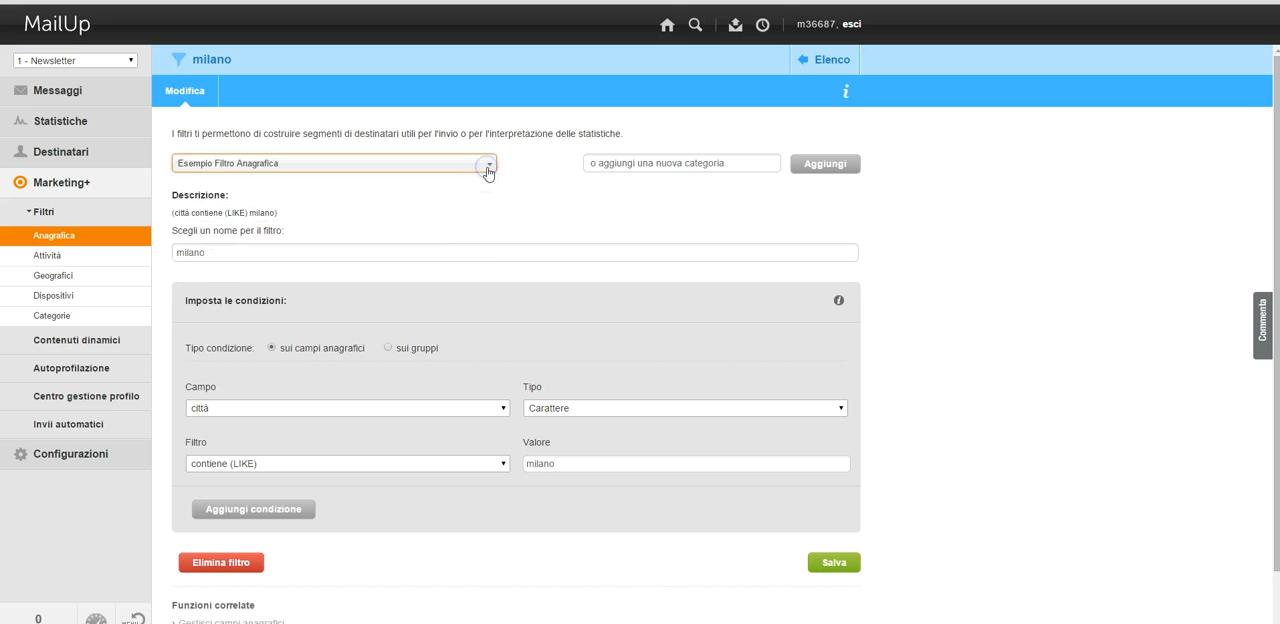 MailUp
m36687, esci
1 - Newsletter
Messaggi
Statistiche
Destinatari
Marketing+
Filtri
Anagrafica
Attività
Geografici
Dispositivi
Categorie
Contenuti dinamici
Autoprofilazione
Centro gestione profilo
Invii automatici
Configurazioni
0
MENU
milano
Elenco
Modifica
i
I filtri ti permettono di costruire segmenti di destinatari utili per l'invio o per l'interpretazione delle statistiche.
Esempio Filtro Anagrafica
o aggiungi una nuova categoria
Aggiungi
Descrizione:
(città contiene (LIKE) milano)
Scegli un nome per il filtro:
milano
Imposta le condizioni:
Tipo condizione: sui campi anagrafici sui gruppi
Campo Tipo
città Carattere
Filtro Valore
contiene (LIKE) milano
Aggiungi condizione
Elimina filtro Salva
Funzioni correlate
› Gestisci campi anagrafici
Commenta